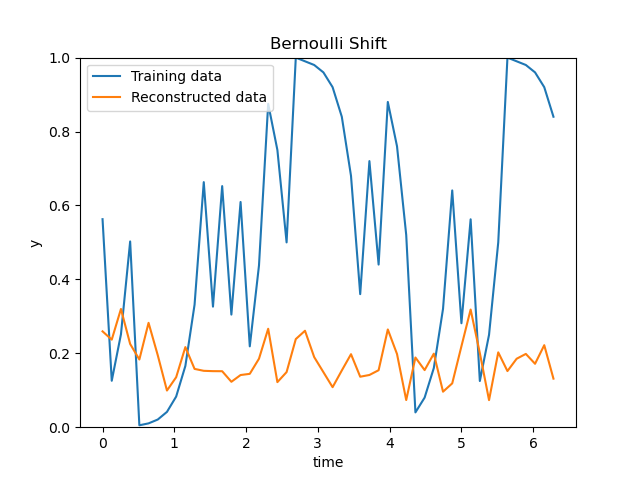 Bernoulli Shift
Training data
Reconstructed data
y
1.0
0.8
0.6
0.4
0.2
0.0
0 1 2 3 4 5 6
time